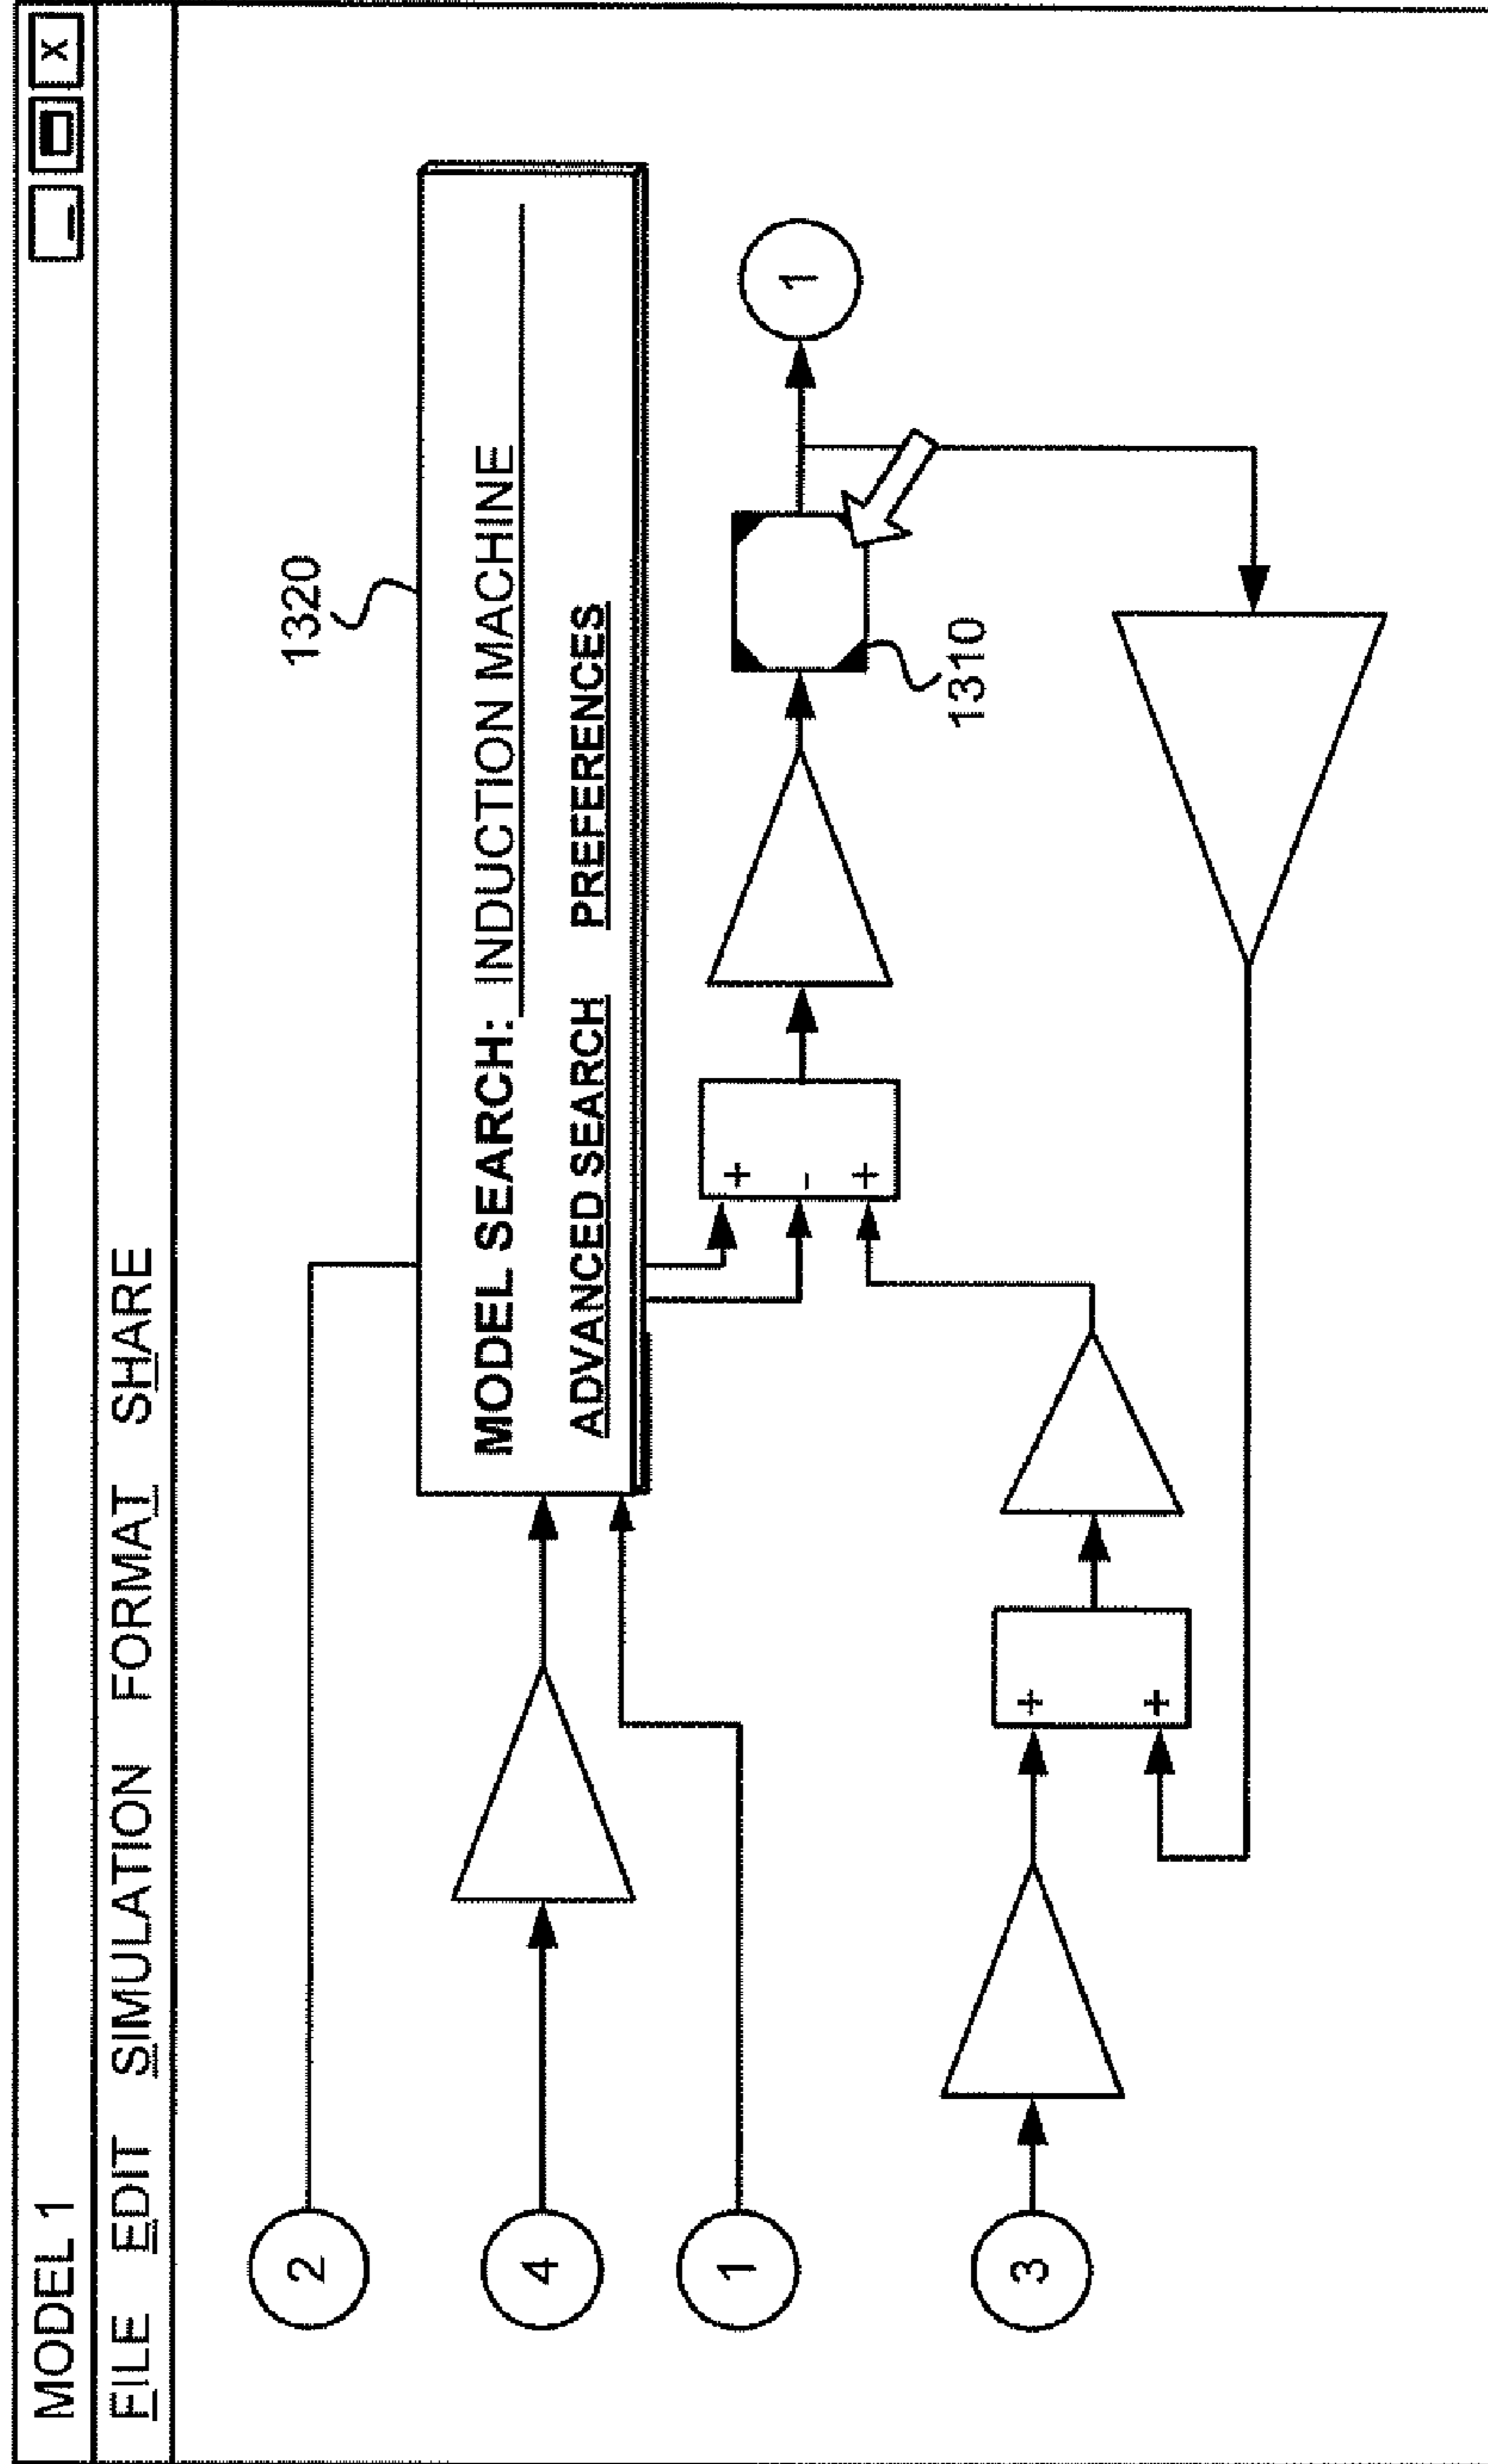 MODEL 1
_ X
FILE EDIT SIMULATION FORMAT SHARE
2
1320
MODEL SEARCH: INDUCTION MACHINE
ADVANCED SEARCH PREFERENCES
4
1
+
-
+
1
1310
3
+
+